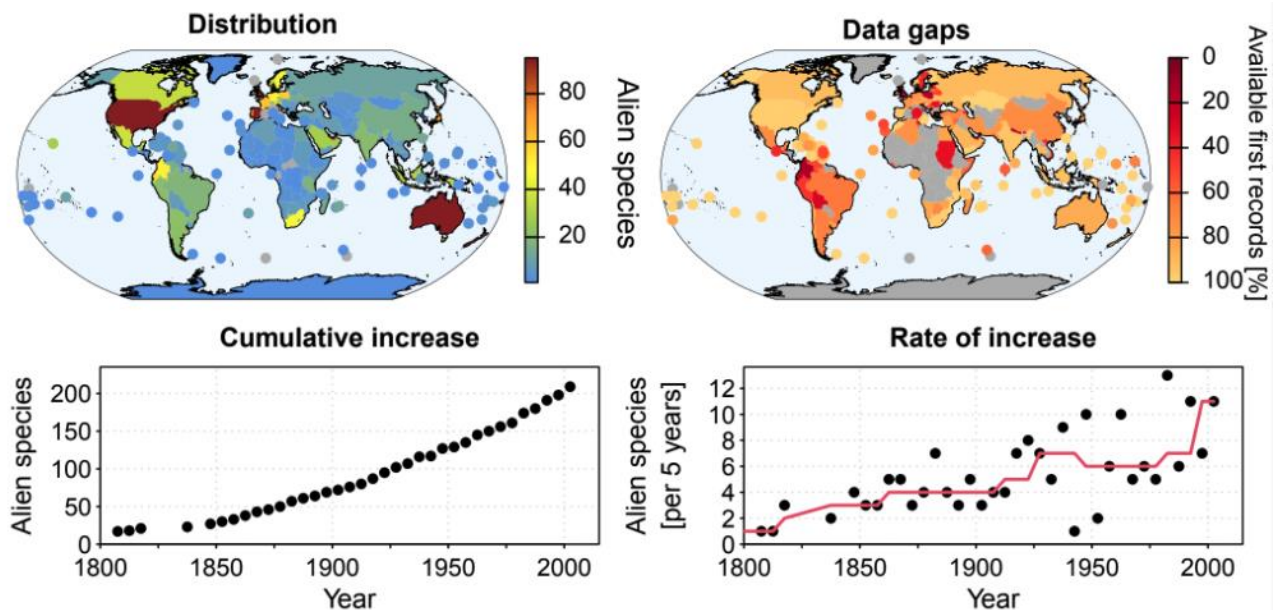 Distribution
80
60
40
20
Alien species
Data gaps
0
20
40
60
80
100
Available first records [%]
Cumulative increase
Alien species
200
150
100
50
0
1800
1850
1900
1950
2000
Year
Rate of increase
Alien species
[per 5 years]
12
10
8
6
4
2
0
1800
1850
1900
1950
2000
Year